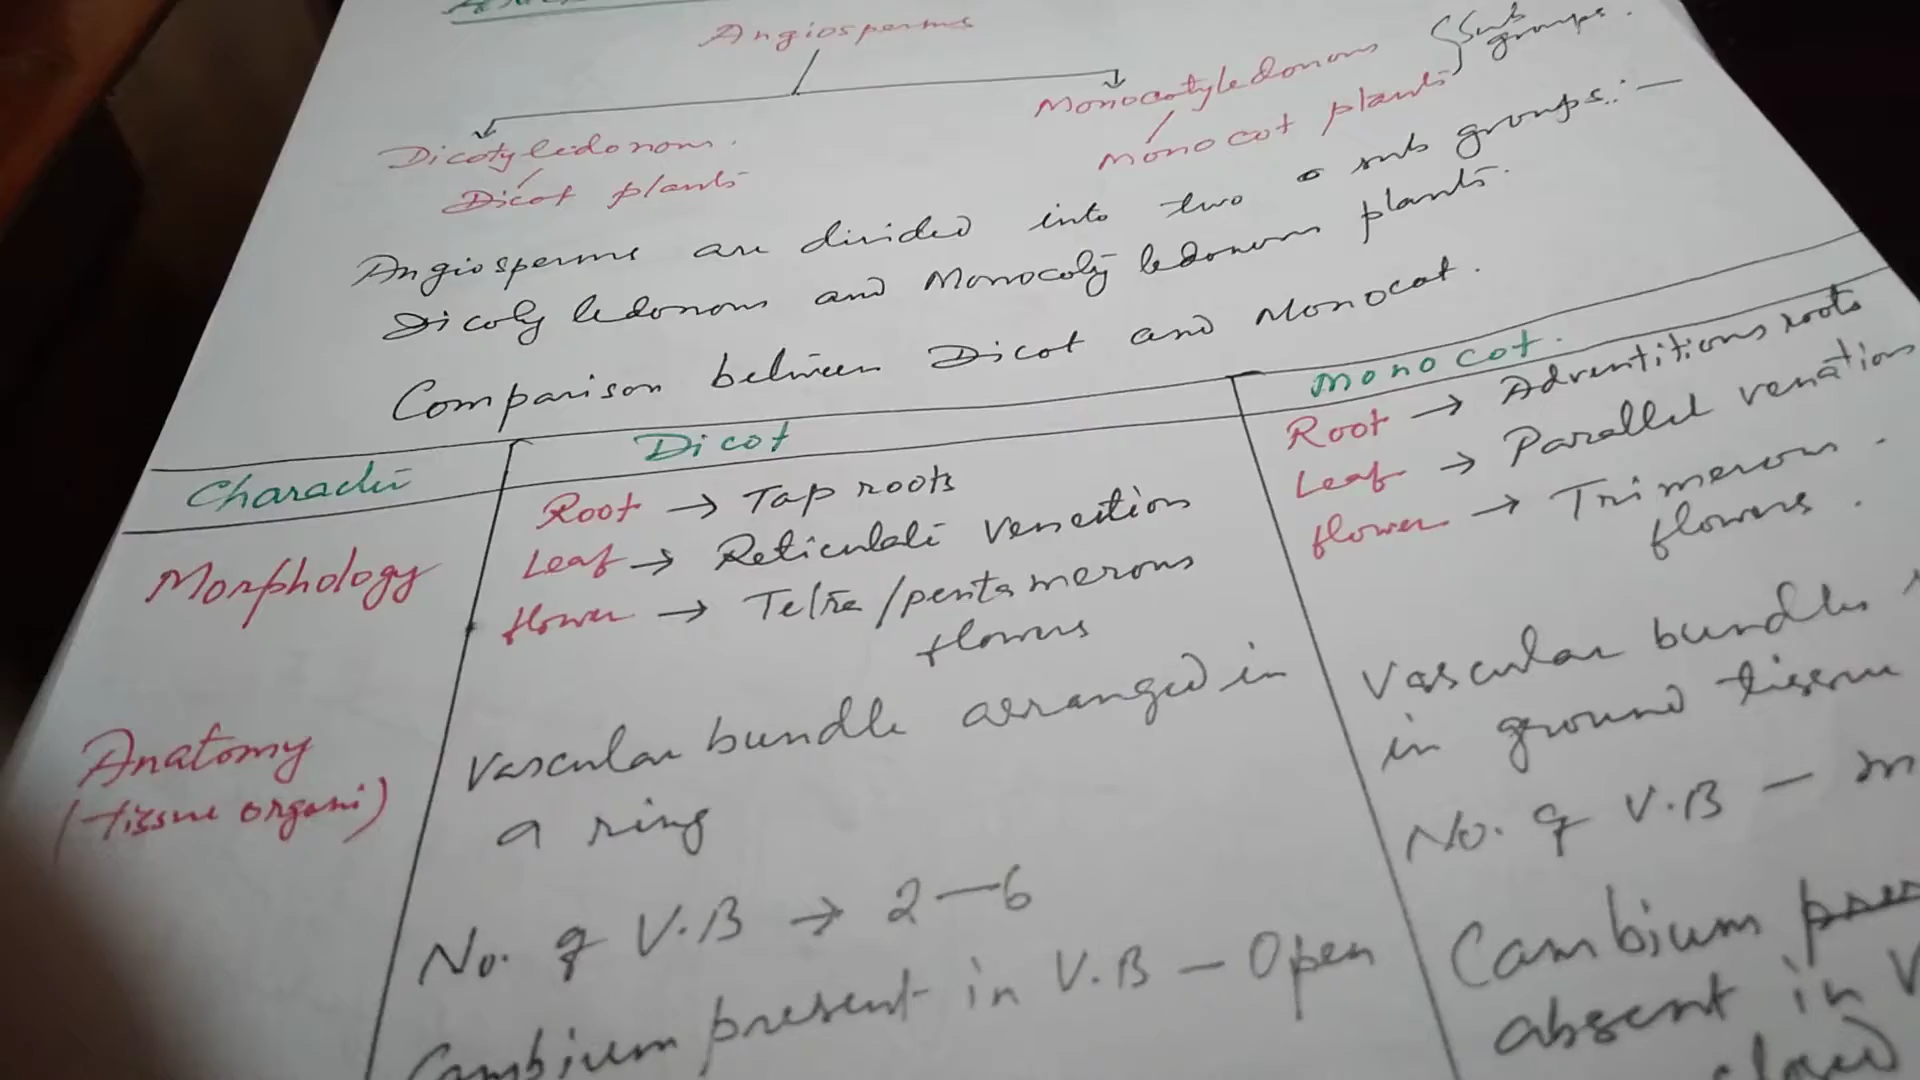 Angiosperms
Dicotyledonous.
Dicot plants
Monocotyledonous
Monocot plants
Sub
groups.
Angiosperms are divided into two sub groups:—
Dicotyledonous and Monocotyledonous plants.
Comparison between Dicot and Monocot.
Character
Dicot
Monocot.
Morphology
Root → Tap roots
Leaf → Reticulate venation
flower → Tetra/pentamerous
flowers
Root → Adventitious roots
Leaf → Parallel venation
flower → Trimerous
flowers.
Anatomy
(tissue organi)
Vascular bundle arranged in
a ring
No. of V.B → 2—6
Cambium present in V.B — Open
Vascular bundles
in ground tissue
No. of V.B —
Cambium
absent in V
closed